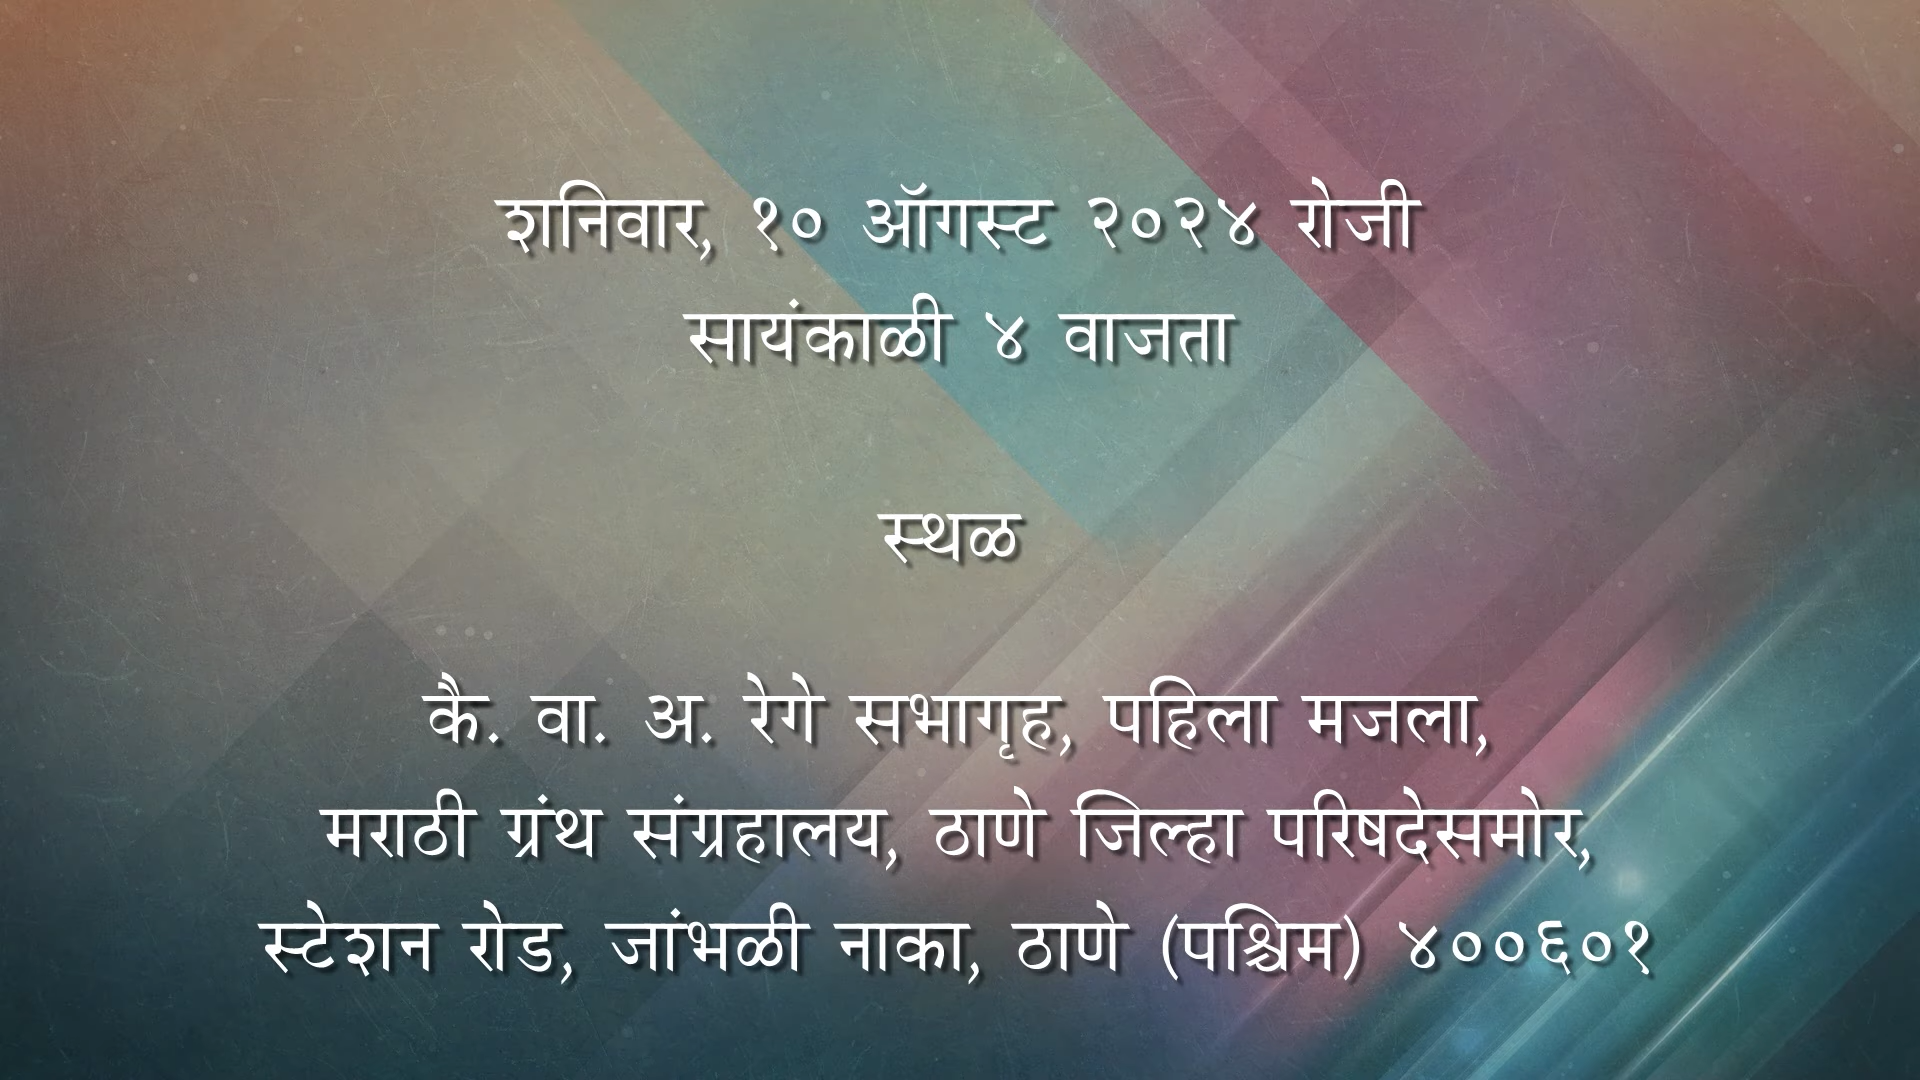 शनिवार, १० ऑगस्ट २०२४ रोजी
सायंकाळी ४ वाजता
स्थळ
कै. वा. अ. रेगे सभागृह, पहिला मजला,
मराठी ग्रंथ संग्रहालय, ठाणे जिल्हा परिषदेसमोर,
स्टेशन रोड, जांभळी नाका, ठाणे (पश्चिम) ४००६०१